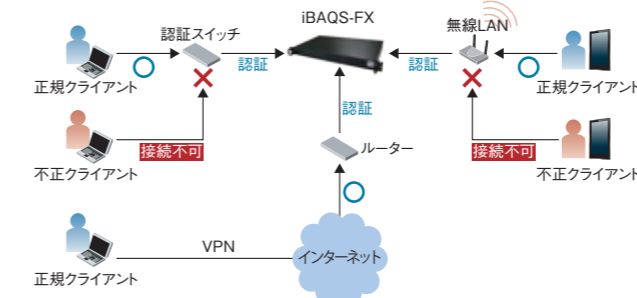 iBAQS-FX
認証スイッチ
無線LAN
認証
認証
正規クライアント
正規クライアント
認証
接続不可
ルーター
接続不可
不正クライアント
不正クライアント
VPN
インターネット
正規クライアント